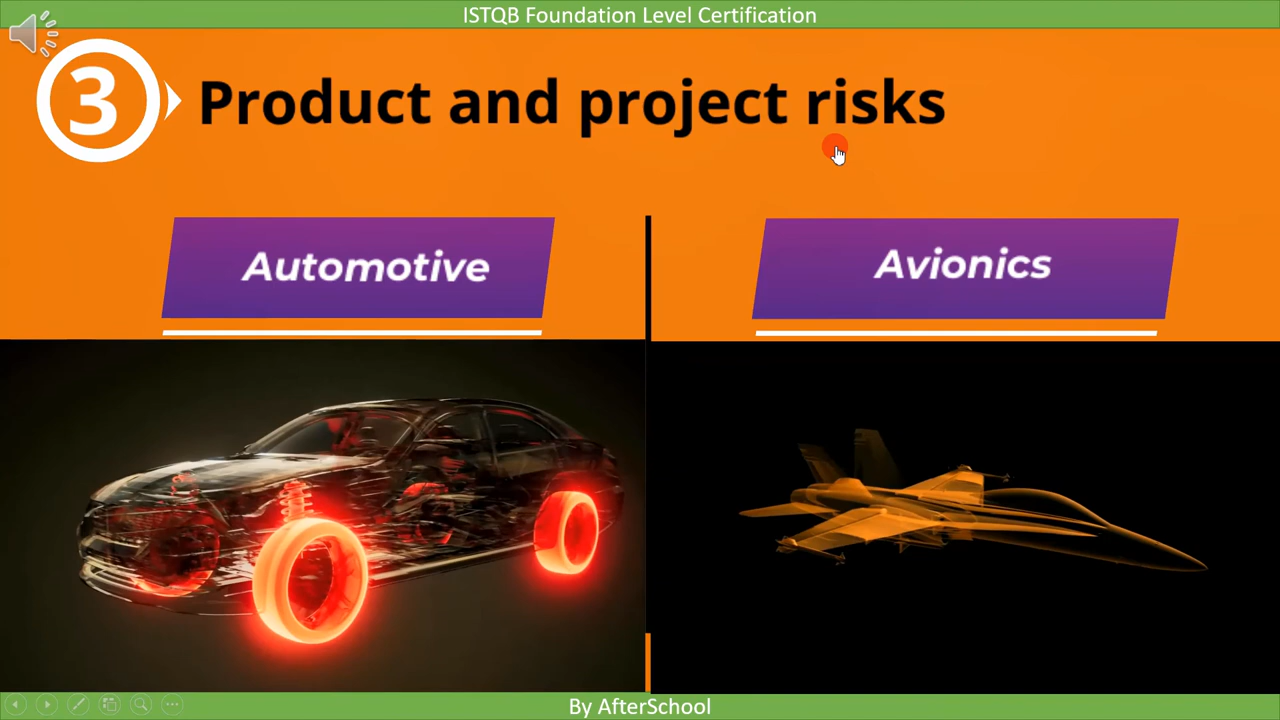 ISTQB Foundation Level Certification
3
Product and project risks
Automotive
Avionics
By AfterSchool